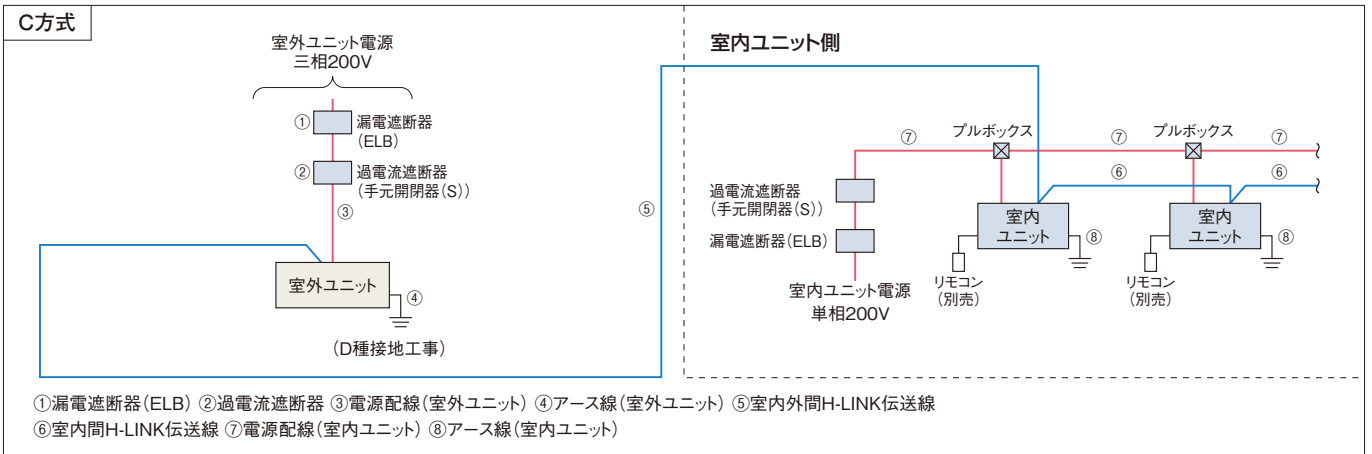 C方式
室外ユニット電源
三相200V
① 漏電遮断器
(ELB)
② 過電流遮断器
(手元開閉器(S))
③
室外ユニット
④
(D種接地工事)
⑤
室内ユニット側
⑦ プルボックス ⑦ プルボックス ⑦
⑥ ⑥
過電流遮断器
(手元開閉器(S))
漏電遮断器(ELB)
室内ユニット電源
単相200V
室内
ユニット
⑧
リモコン
(別売)
室内
ユニット
⑧
リモコン
(別売)
①漏電遮断器(ELB) ②過電流遮断器 ③電源配線(室外ユニット) ④アース線(室外ユニット) ⑤室内外間H-LINK伝送線
⑥室内間H-LINK伝送線 ⑦電源配線(室内ユニット) ⑧アース線(室内ユニット)